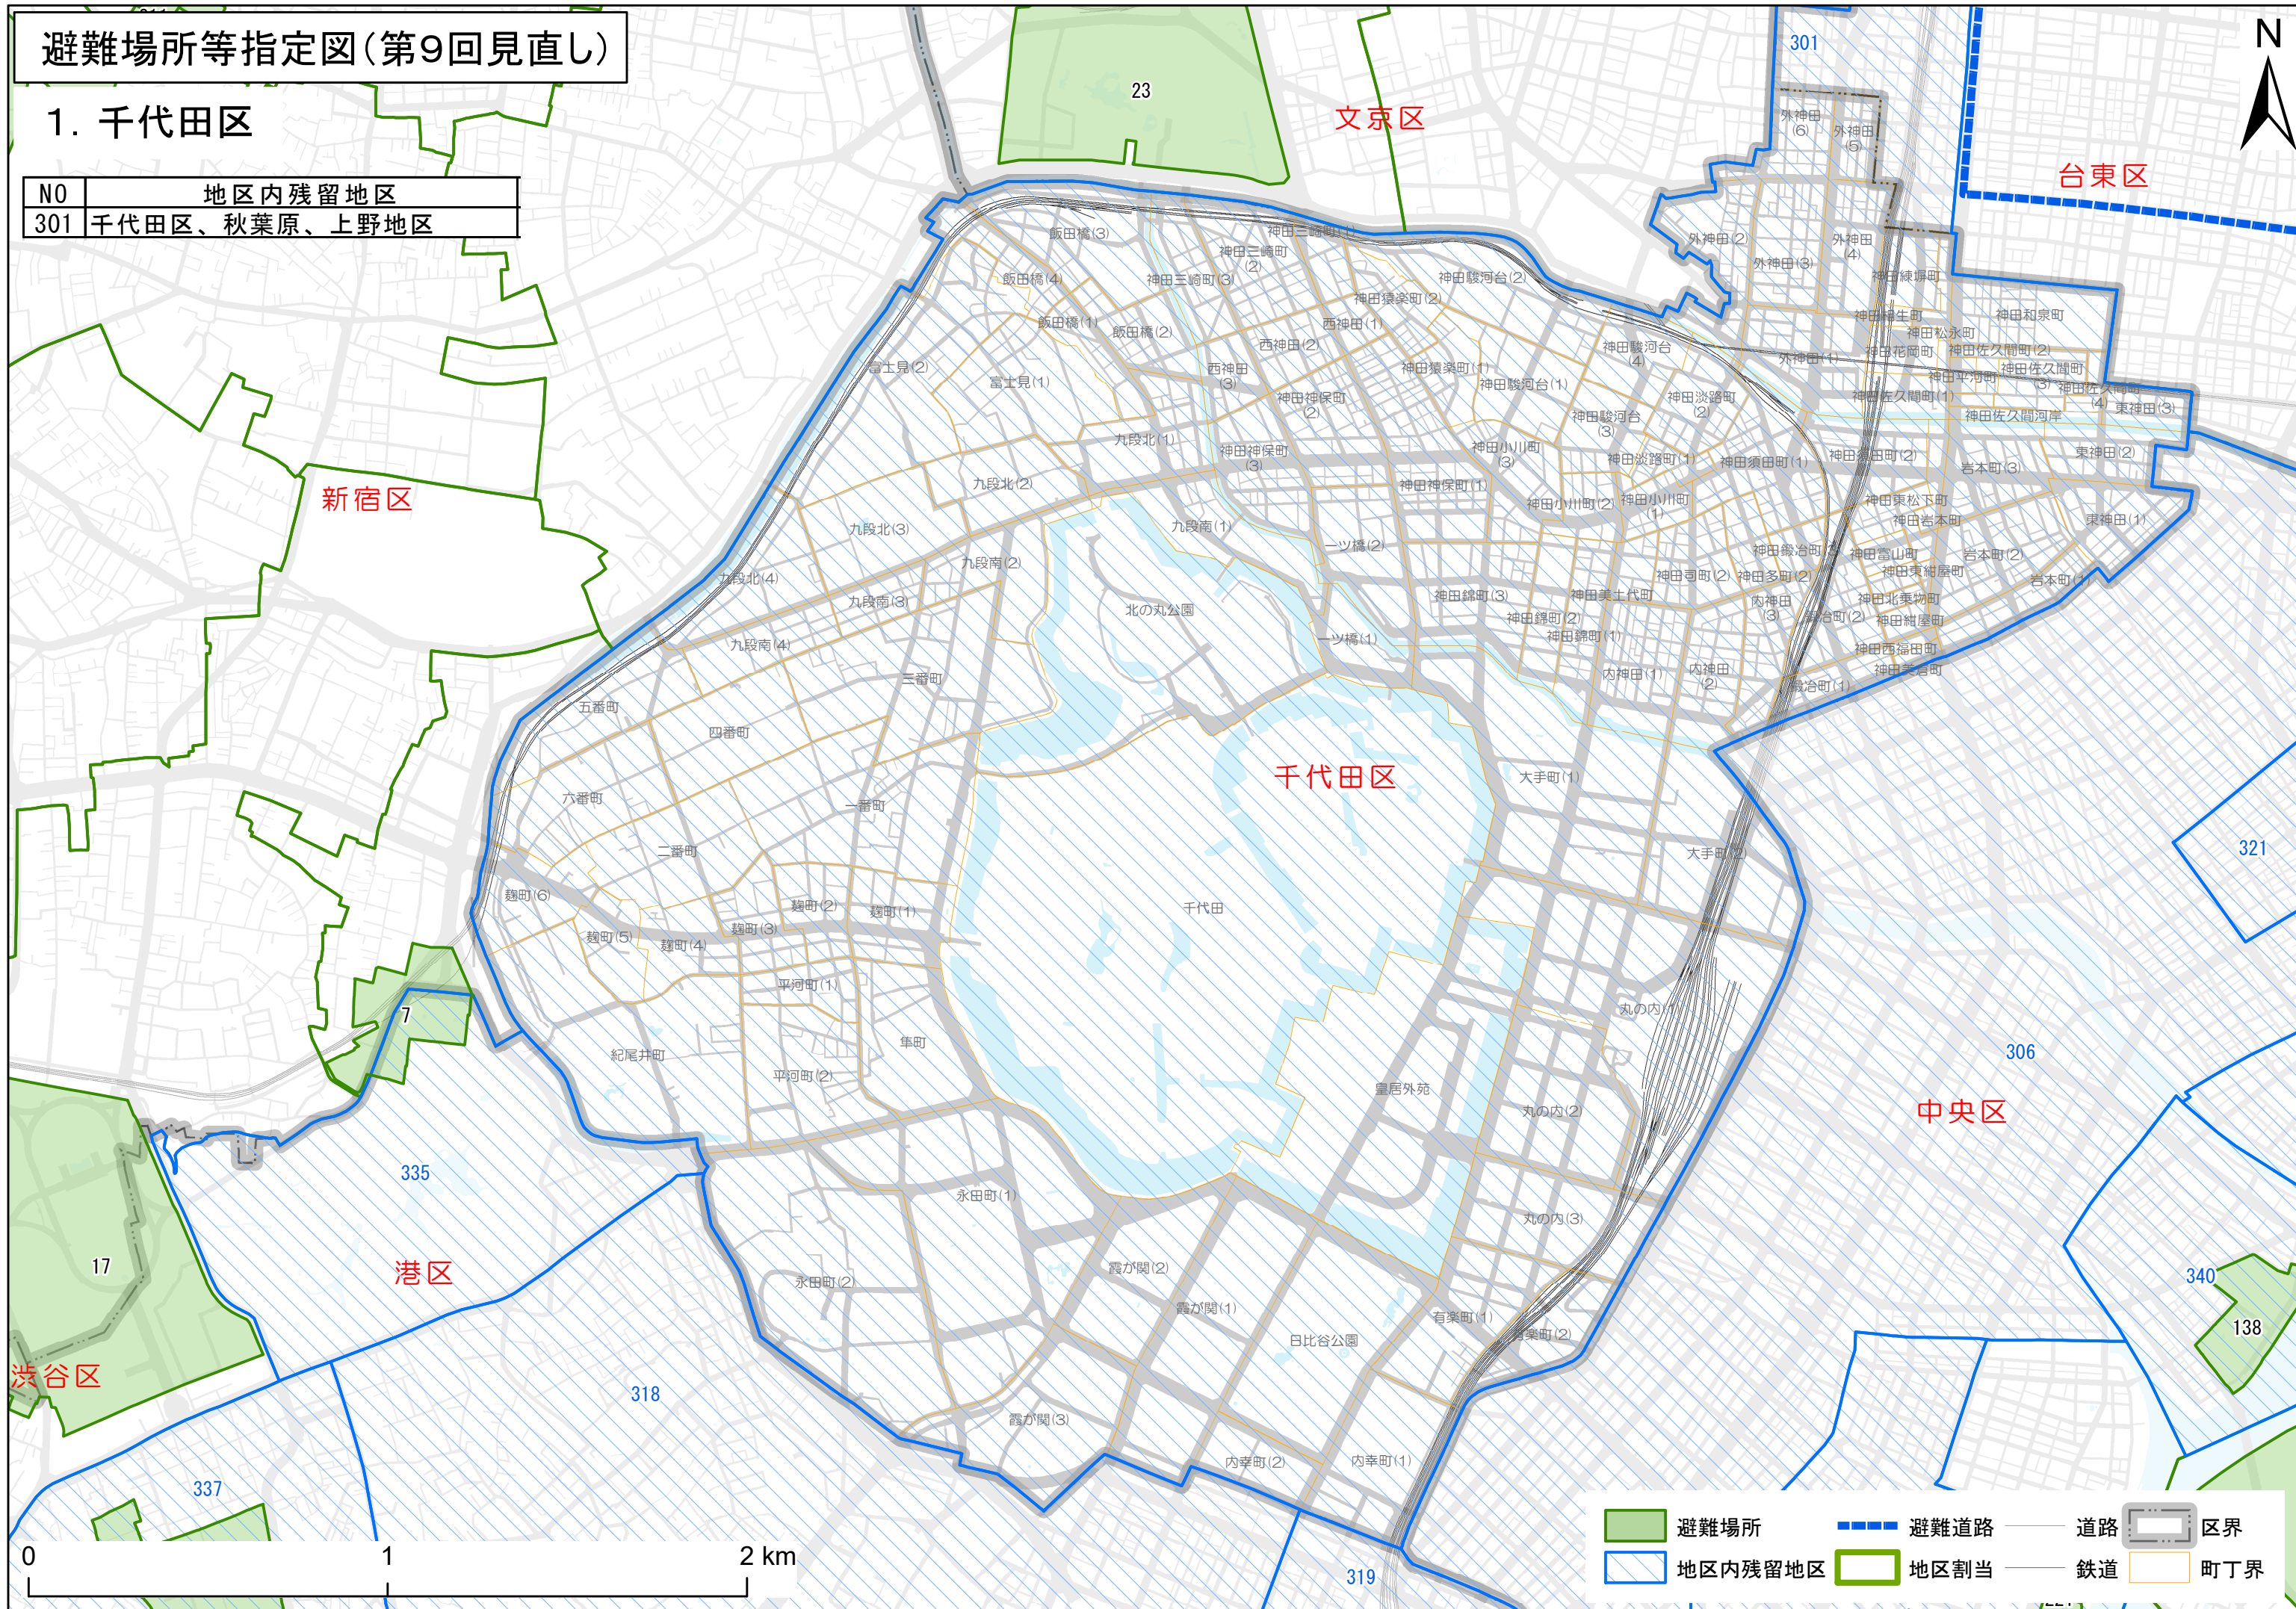 避難場所等指定図(第９回見直し)
1. 千代田区
NO 地区内残留地区
301 千代田区、秋葉原、上野地区
N
23
文京区
301
外神田
(6)
外神田
(5)
台東区
飯田橋(3)
神田三崎町(1)
神田三崎町
(2)
外神田(2)
外神田
(4)
外神田(3)
飯田橋(4)
神田三崎町(3)
神田駿河台(2)
神田練塀町
神田猿楽町(2)
飯田橋(1)
飯田橋(2)
西神田(1)
神田相生町
神田和泉町
神田松永町
西神田(2)
神田駿河台
(4)
外神田(1)
神田花岡町
神田佐久間町(2)
富士見(2)
富士見(1)
西神田
(3)
神田猿楽町(1)
神田駿河台(1)
神田平河町
神田佐久間町
(3)
神田神保町
(2)
神田淡路町
(2)
神田佐久間町(1)
神田佐久間町
(4)
東神田(3)
神田駿河台
(3)
神田佐久間河岸
九段北(1)
神田神保町
(3)
神田小川町
(3)
神田淡路町(1)
神田須田町(1)
神田須田町(2)
岩本町(3)
東神田(2)
新宿区
九段北(2)
神田神保町(1)
神田小川町(2)
神田小川町
(1)
神田東松下町
九段北(3)
九段南(1)
神田岩本町
東神田(1)
九段南(2)
一ツ橋(2)
神田鍛冶町(3)
神田富山町
岩本町(2)
九段北(4)
神田司町(2)
神田多町(2)
神田東紺屋町
岩本町(1)
九段南(3)
北の丸公園
神田錦町(3)
神田美土代町
内神田
(3)
神田北乗物町
神田錦町(2)
鍛冶町(2)
神田紺屋町
九段南(4)
一ツ橋(1)
神田錦町(1)
神田西福田町
三番町
内神田(1)
内神田
(2)
神田美倉町
鍛冶町(1)
五番町
四番町
千代田区
大手町(1)
六番町
一番町
二番町
大手町(2)
321
麹町(6)
麹町(2)
麹町(1)
千代田
麹町(5)
麹町(4)
麹町(3)
平河町(1)
丸の内(1)
7
紀尾井町
隼町
306
平河町(2)
皇居外苑
丸の内(2)
中央区
335
永田町(1)
丸の内(3)
17
港区
永田町(2)
霞が関(2)
340
霞が関(1)
有楽町(1)
有楽町(2)
138
日比谷公園
渋谷区
318
霞が関(3)
内幸町(2)
内幸町(1)
337
319
0 1 2 km
避難場所 避難道路 道路 区界
地区内残留地区 地区割当 鉄道 町丁界